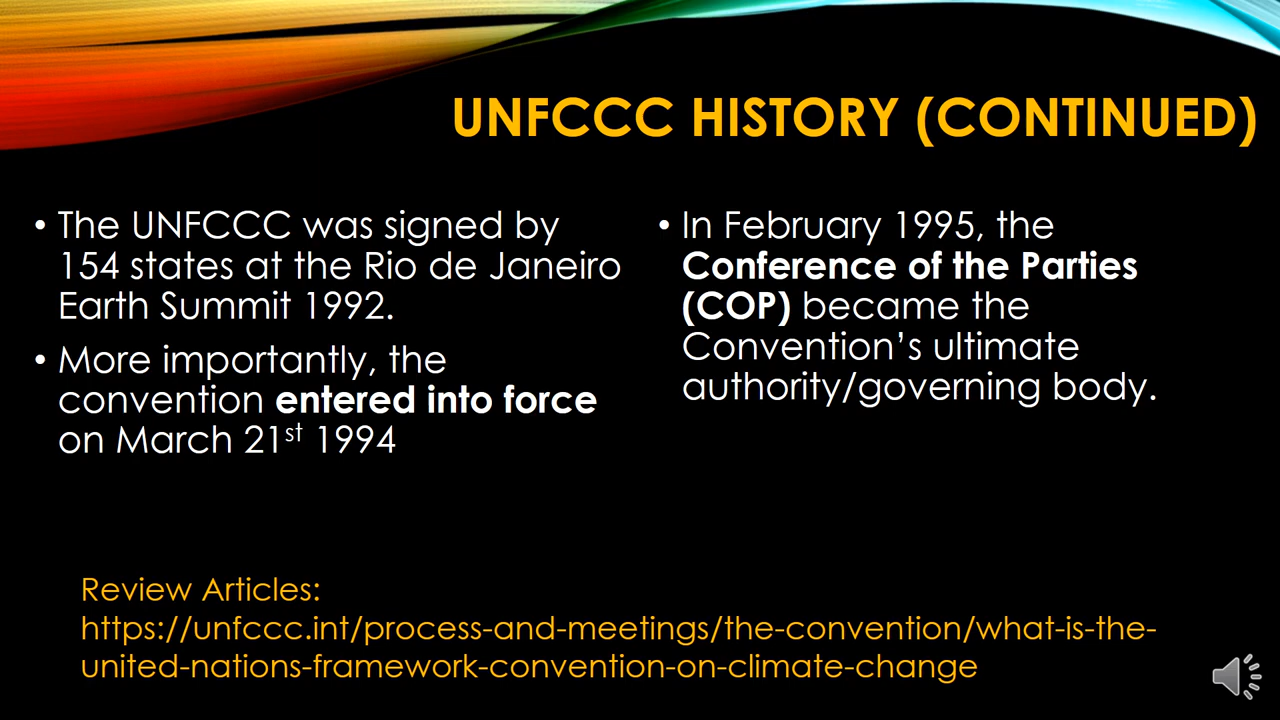 UNFCCC HISTORY (CONTINUED)
• The UNFCCC was signed by
154 states at the Rio de Janeiro
Earth Summit 1992.
• More importantly, the
convention entered into force
on March 21st 1994
• In February 1995, the
Conference of the Parties
(COP) became the
Convention’s ultimate
authority/governing body.
Review Articles:
https://unfccc.int/process-and-meetings/the-convention/what-is-the-
united-nations-framework-convention-on-climate-change